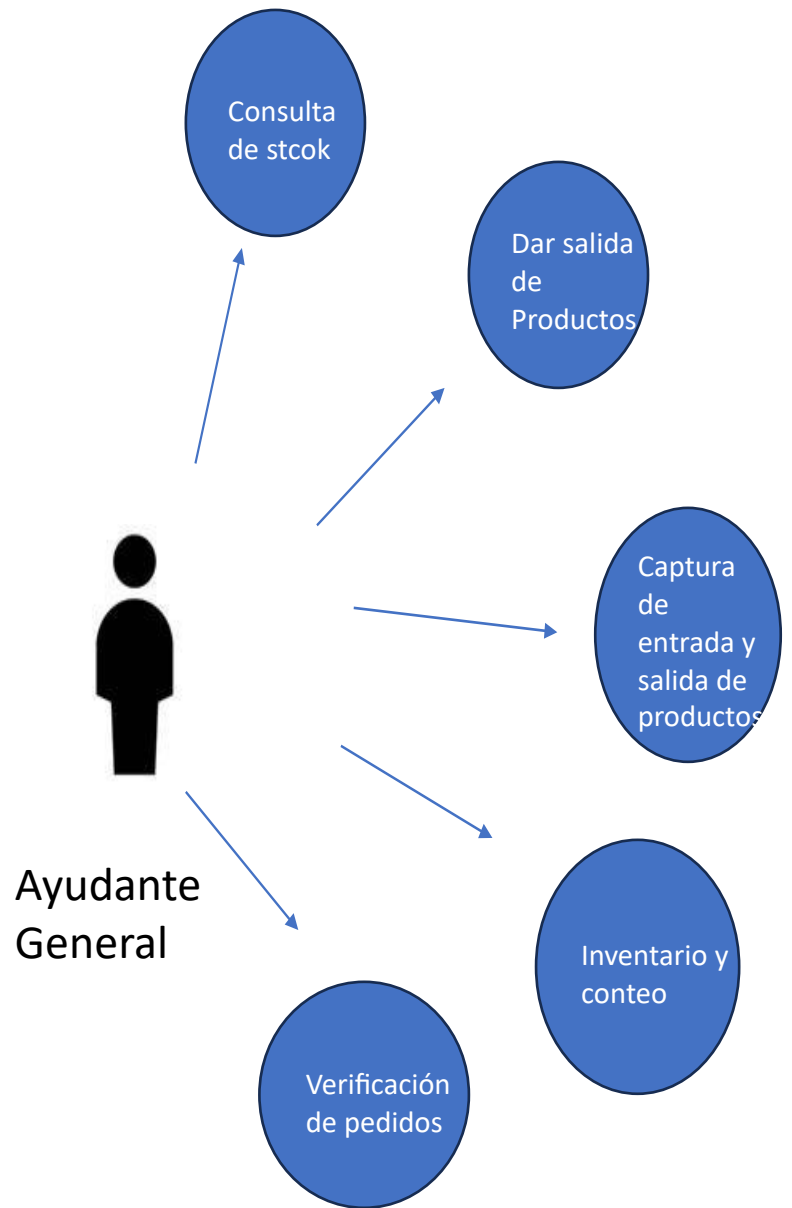 Consulta
de stcok
Dar salida
de
Productos
Captura
de
entrada y
salida de
productos
Ayudante
General
Inventario y
conteo
Verificación
de pedidos